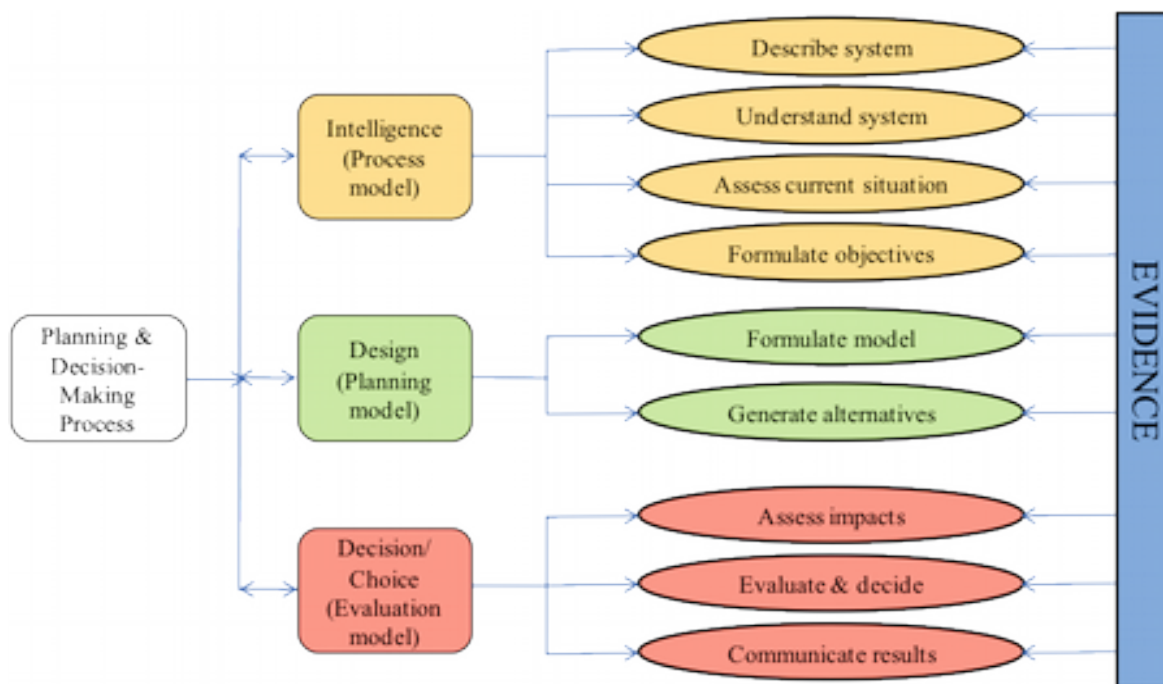 Planning &
Decision-
Making
Process
Intelligence
(Process
model)
Describe system
Understand system
Assess current situation
Formulate objectives
Design
(Planning
model)
Formulate model
Generate alternatives
Decision/
Choice
(Evaluation
model)
Assess impacts
Evaluate & decide
Communicate results
EVIDENCE